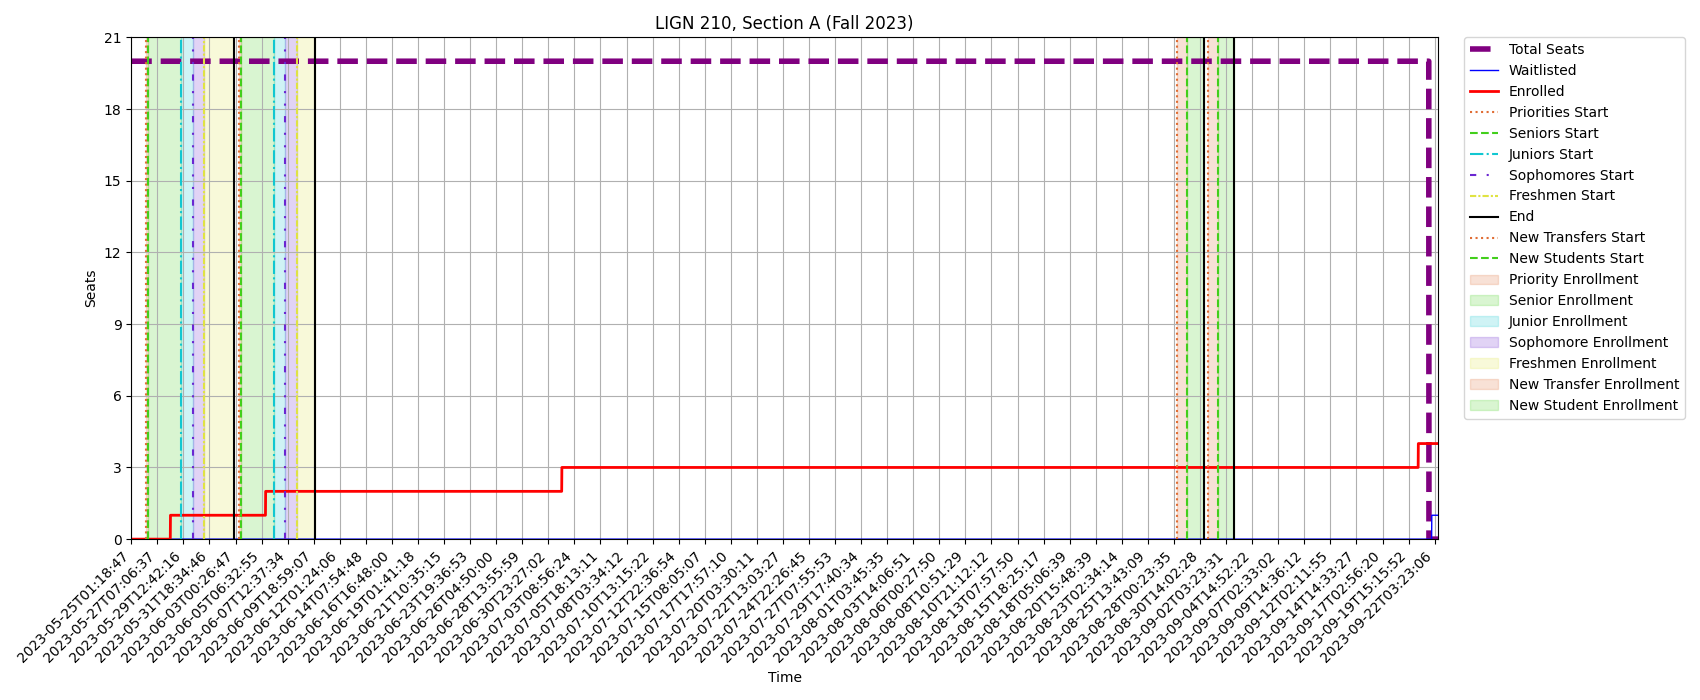 LIGN 210, Section A (Fall 2023)
21
18
15
12
9
6
3
0
Seats
2023-05-25T01:18:47
2023-05-27T07:06:37
2023-05-29T12:42:16
2023-05-31T18:34:46
2023-06-03T00:26:47
2023-06-05T06:32:55
2023-06-07T12:37:34
2023-06-09T18:59:07
2023-06-12T01:24:06
2023-06-14T07:54:48
2023-06-16T16:48:00
2023-06-19T01:41:18
2023-06-21T10:35:15
2023-06-23T19:36:53
2023-06-26T04:50:00
2023-06-28T13:55:59
2023-06-30T23:27:02
2023-07-03T08:56:24
2023-07-05T18:13:11
2023-07-08T03:34:12
2023-07-10T13:15:22
2023-07-12T22:36:54
2023-07-15T08:05:07
2023-07-17T17:57:10
2023-07-20T03:30:11
2023-07-22T13:03:27
2023-07-24T22:26:45
2023-07-27T07:55:53
2023-07-29T17:40:34
2023-08-01T03:45:35
2023-08-03T14:06:51
2023-08-06T00:27:50
2023-08-08T10:51:29
2023-08-10T21:12:12
2023-08-13T07:57:50
2023-08-15T18:25:17
2023-08-18T05:06:39
2023-08-20T15:48:39
2023-08-23T02:34:14
2023-08-25T13:43:09
2023-08-28T00:23:35
2023-08-30T14:02:28
2023-09-02T03:23:31
2023-09-04T14:52:22
2023-09-07T02:33:02
2023-09-09T14:36:12
2023-09-12T02:11:55
2023-09-14T14:33:27
2023-09-17T02:56:20
2023-09-19T15:15:52
2023-09-22T03:23:06
Time
Total Seats
Waitlisted
Enrolled
Priorities Start
Seniors Start
Juniors Start
Sophomores Start
Freshmen Start
End
New Transfers Start
New Students Start
Priority Enrollment
Senior Enrollment
Junior Enrollment
Sophomore Enrollment
Freshmen Enrollment
New Transfer Enrollment
New Student Enrollment